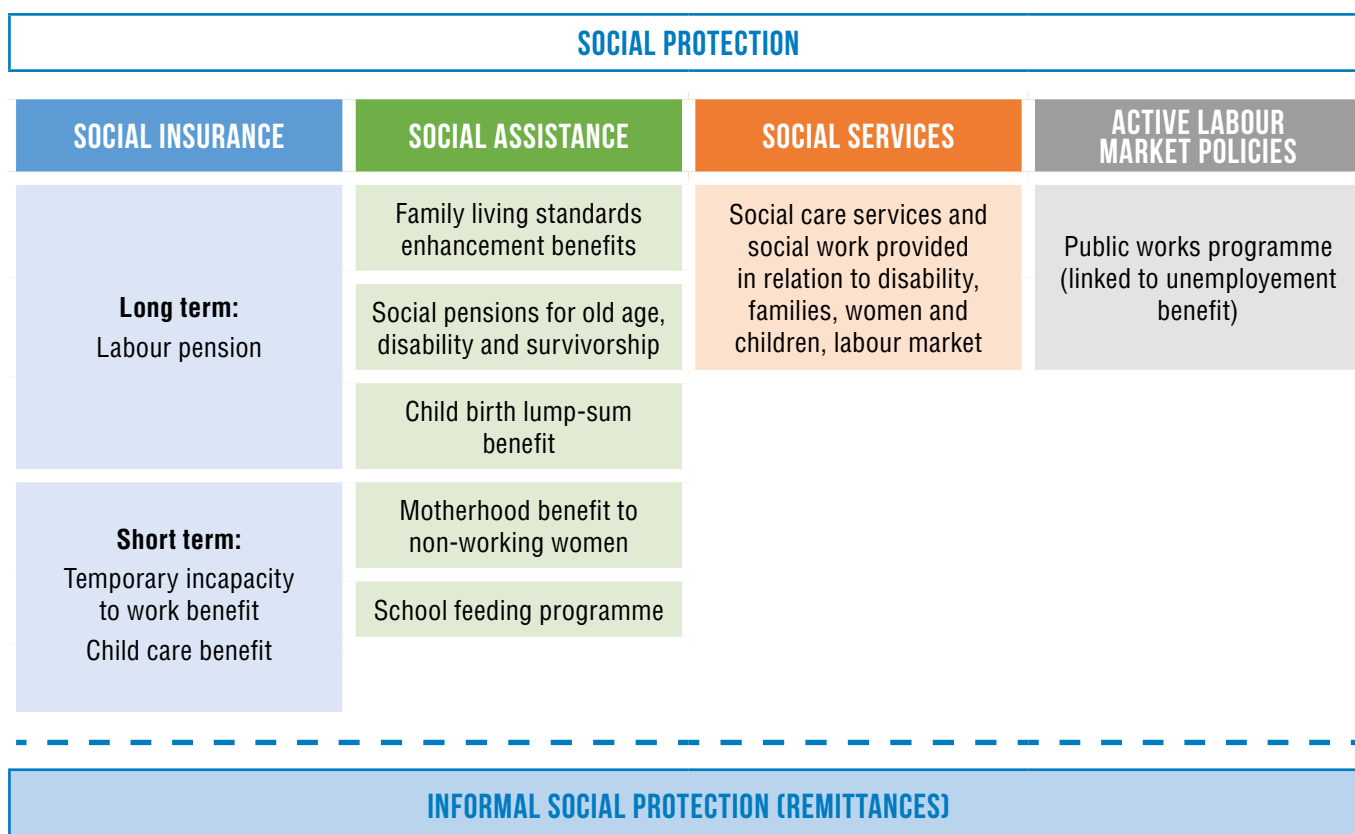 SOCIAL PROTECTION
SOCIAL INSURANCE
Long term:
Labour pension
Short term:
Temporary incapacity
to work benefit
Child care benefit
SOCIAL ASSISTANCE
Family living standards
enhancement benefits
Social pensions for old age,
disability and survivorship
Child birth lump-sum
benefit
Motherhood benefit to
non-working women
School feeding programme
SOCIAL SERVICES
Social care services and
social work provided
in relation to disability,
families, women and
children, labour market
ACTIVE LABOUR
MARKET POLICIES
Public works programme
(linked to unemployement
benefit)
INFORMAL SOCIAL PROTECTION (REMITTANCES)